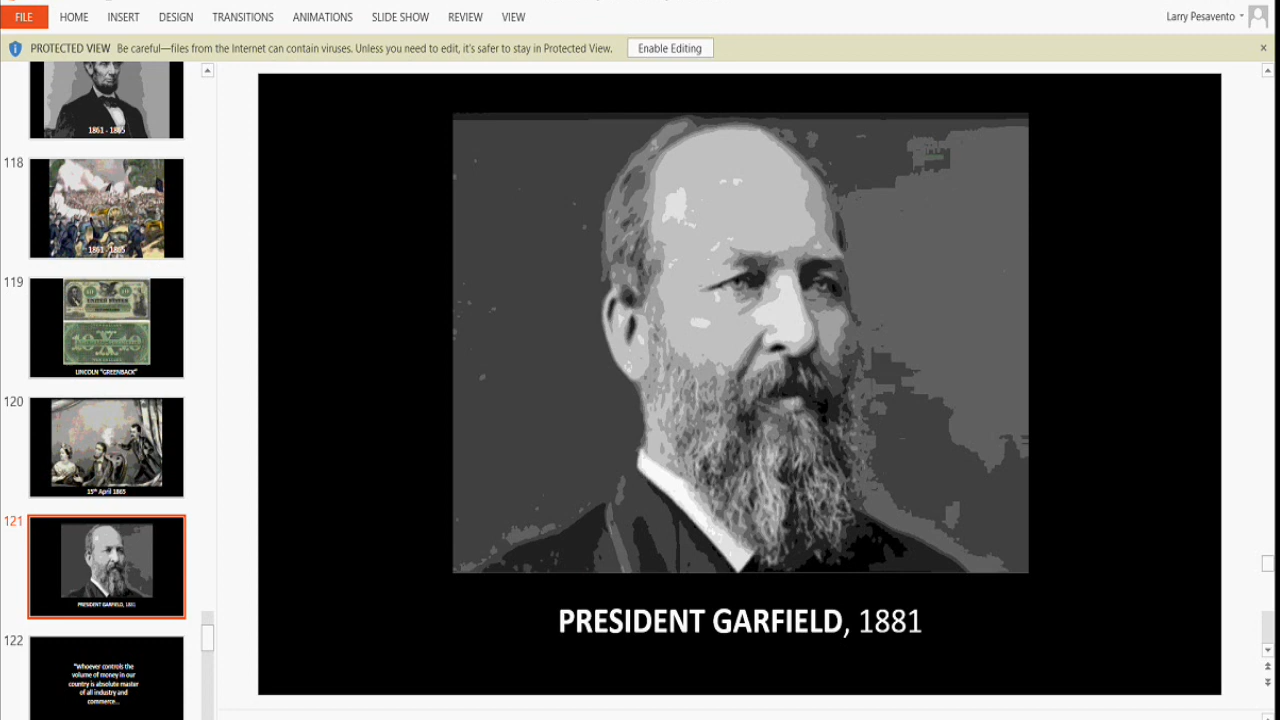 FILE HOME INSERT DESIGN TRANSITIONS ANIMATIONS SLIDE SHOW REVIEW VIEW Larry Pesavento
PROTECTED VIEW Be careful—files from the Internet can contain viruses. Unless you need to edit, it's safer to stay in Protected View. Enable Editing
1861 - 1865
118
1861 - 1865
119
LINCOLN "GREENBACK"
120
15th April 1865
121
PRESIDENT GARFIELD, 1881
122
"Whoever controls the
volume of money in our
country is absolute master
of all industry and
commerce...
PRESIDENT GARFIELD, 1881